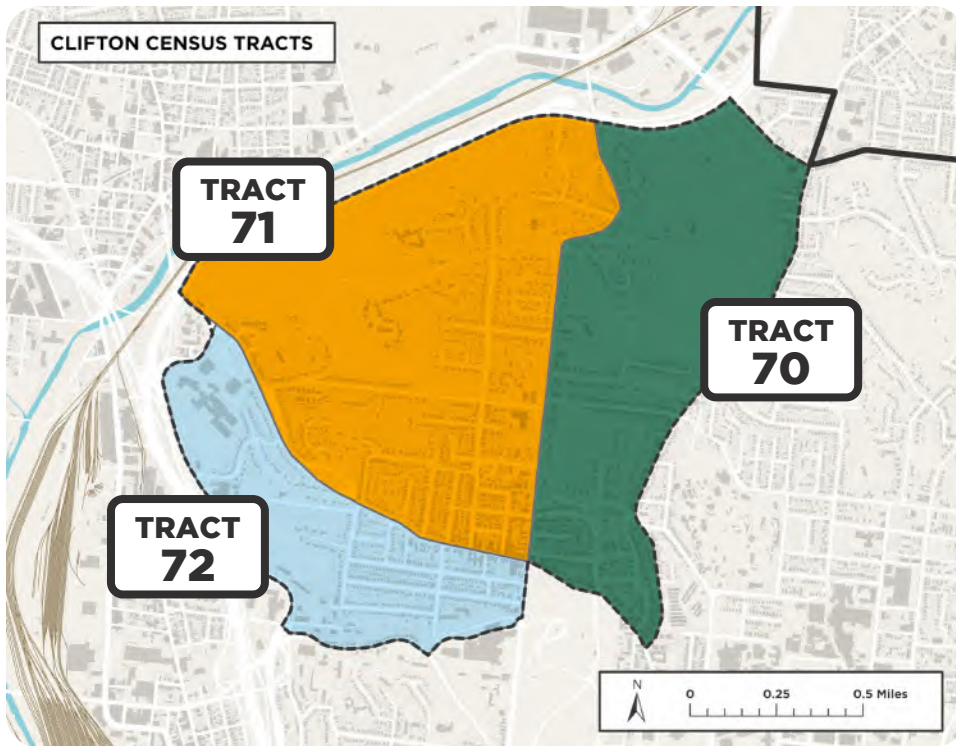 CLIFTON CENSUS TRACTS
TRACT
71
TRACT
70
TRACT
72
N
0 0.25 0.5 Miles